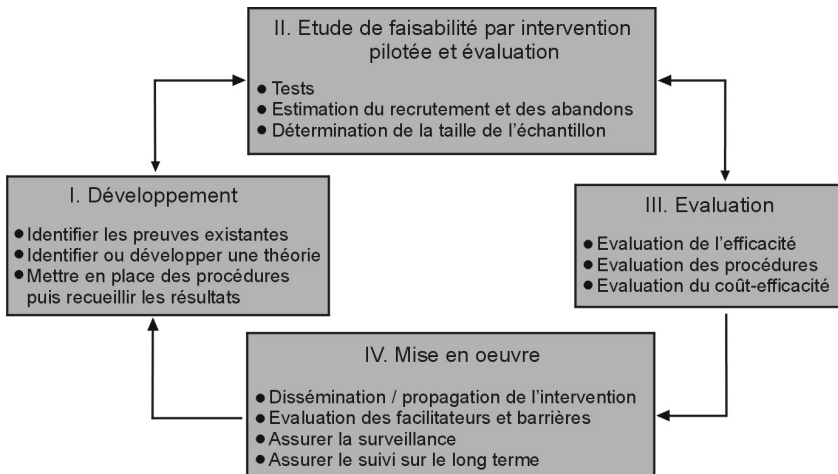 II. Etude de faisabilité par intervention
pilotée et évaluation
● Tests
● Estimation du recrutement et des abandons
● Détermination de la taille de l'échantillon
I. Développement
● Identifier les preuves existantes
● Identifier ou développer une théorie
● Mettre en place des procédures
puis recueillir les résultats
III. Evaluation
● Evaluation de l'efficacité
● Evaluation des procédures
● Evaluation du coût-efficacité
IV. Mise en oeuvre
● Dissémination / propagation de l'intervention
● Evaluation des facilitateurs et barrières
● Assurer la surveillance
● Assurer le suivi sur le long terme